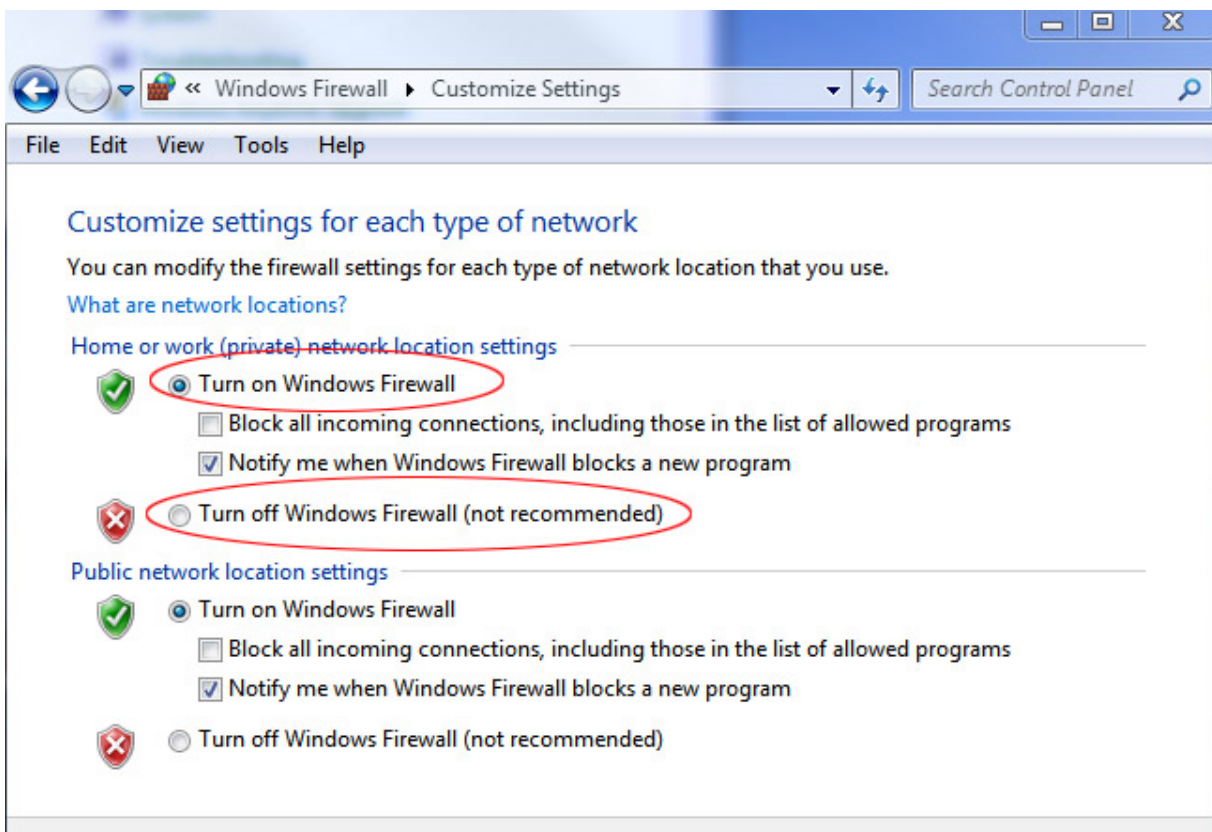 « Windows Firewall ▸ Customize Settings
Search Control Panel
File Edit View Tools Help
Customize settings for each type of network
You can modify the firewall settings for each type of network location that you use.
What are network locations?
Home or work (private) network location settings
Turn on Windows Firewall
Block all incoming connections, including those in the list of allowed programs
Notify me when Windows Firewall blocks a new program
Turn off Windows Firewall (not recommended)
Public network location settings
Turn on Windows Firewall
Block all incoming connections, including those in the list of allowed programs
Notify me when Windows Firewall blocks a new program
Turn off Windows Firewall (not recommended)